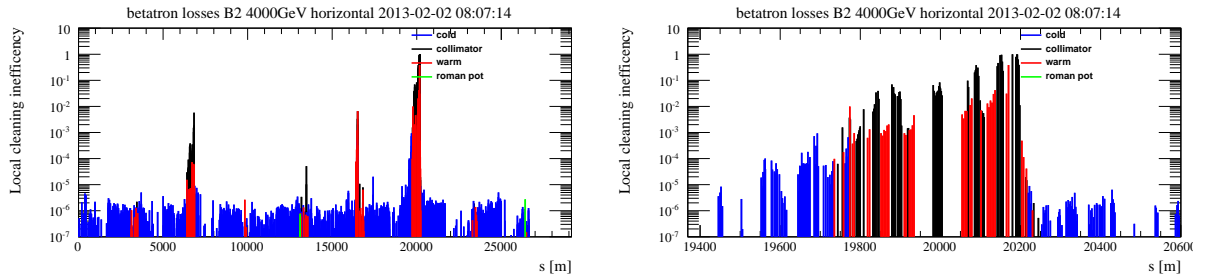 betatron losses B2 4000GeV horizontal 2013-02-02 08:07:14
Local cleaning inefficency
10
1
10-1
10-2
10-3
10-4
10-5
10-6
10-7
cold
collimator
warm
roman pot
0 5000 10000 15000 20000 25000
s [m]
betatron losses B2 4000GeV horizontal 2013-02-02 08:07:14
Local cleaning inefficency
10
1
10-1
10-2
10-3
10-4
10-5
10-6
10-7
cold
collimator
warm
roman pot
19400 19600 19800 20000 20200 20400 2060
s [m]